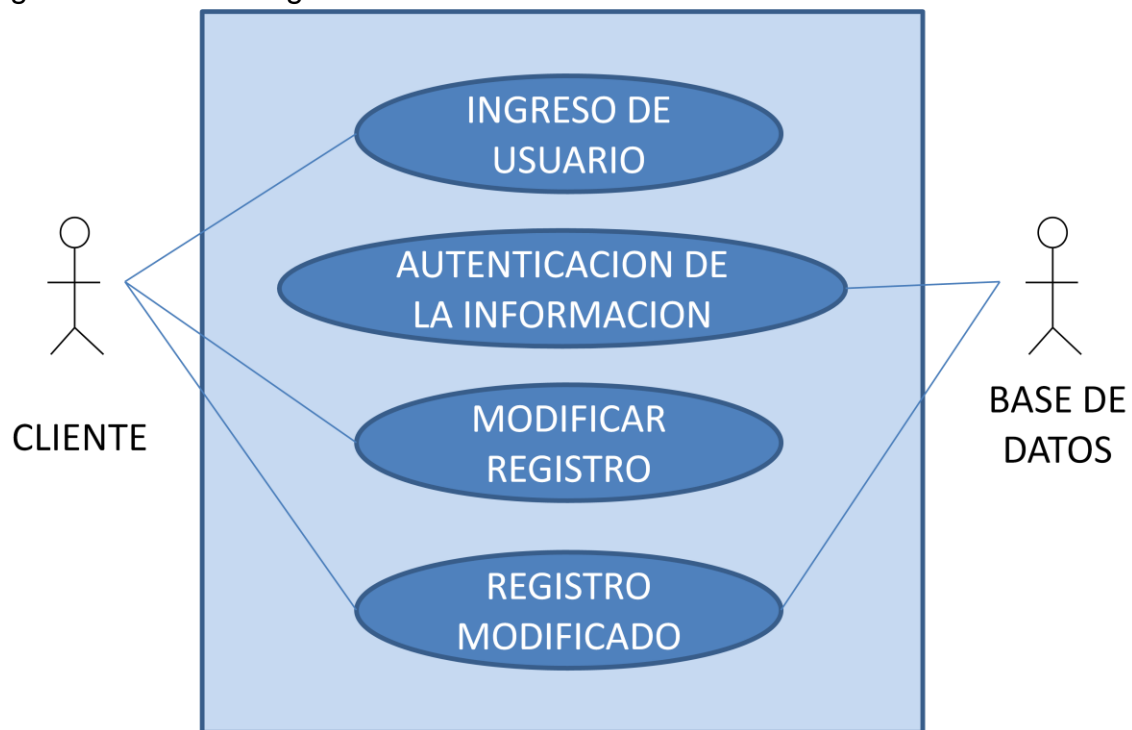 INGRESO DE
USUARIO
AUTENTICACION DE
LA INFORMACION
CLIENTE
MODIFICAR
REGISTRO
BASE DE
DATOS
REGISTRO
MODIFICADO